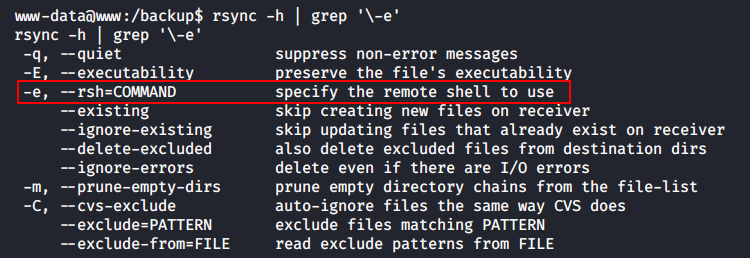 www-data@www:/backup$ rsync -h | grep '\-e'
rsync -h | grep '\-e'
-q, --quiet suppress non-error messages
-E, --executability preserve the file's executability
-e, --rsh=COMMAND specify the remote shell to use
--existing skip creating new files on receiver
--ignore-existing skip updating files that already exist on receiver
--delete-excluded also delete excluded files from destination dirs
--ignore-errors delete even if there are I/O errors
-m, --prune-empty-dirs prune empty directory chains from the file-list
-C, --cvs-exclude auto-ignore files the same way CVS does
--exclude=PATTERN exclude files matching PATTERN
--exclude-from=FILE read exclude patterns from FILE